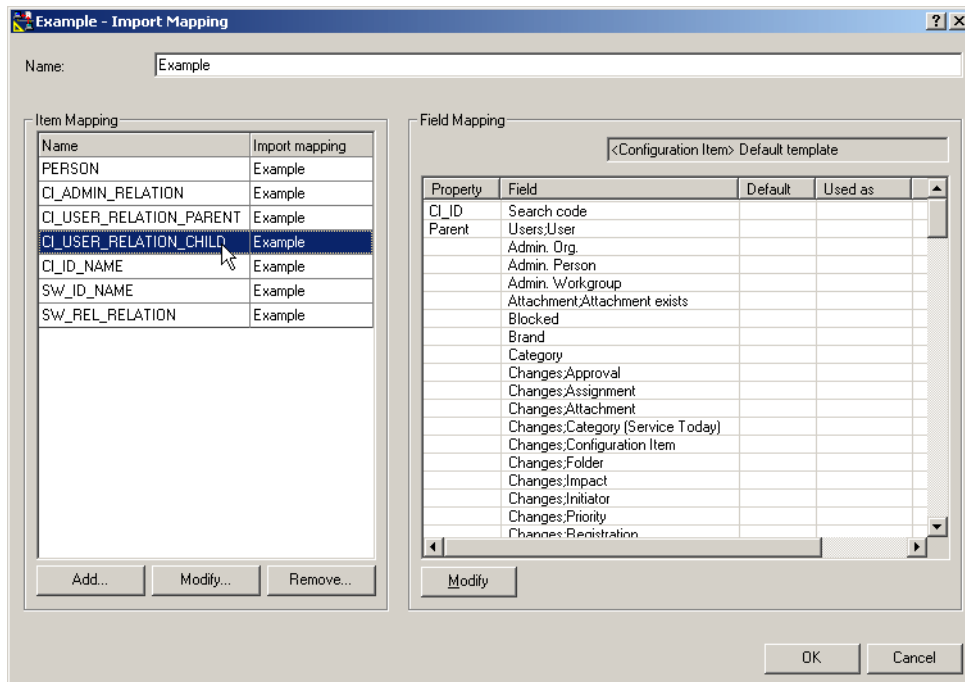 Example - Import Mapping
Name: Example
Item Mapping
Name Import mapping
PERSON Example
CI_ADMIN_RELATION Example
CI_USER_RELATION_PARENT Example
CI_USER_RELATION_CHILD Example
CI_ID_NAME Example
SW_ID_NAME Example
SW_REL_RELATION Example
Add... Modify... Remove...
Field Mapping
<Configuration Item> Default template
Property Field Default Used as
CI_ID Search code
Parent Users;User
Admin. Org.
Admin. Person
Admin. Workgroup
Attachment;Attachment exists
Blocked
Brand
Category
Changes;Approval
Changes;Assignment
Changes;Attachment
Changes;Category (Service Today)
Changes;Configuration Item
Changes;Folder
Changes;Impact
Changes;Initiator
Changes;Priority
Changes;Registration
Modify
OK Cancel